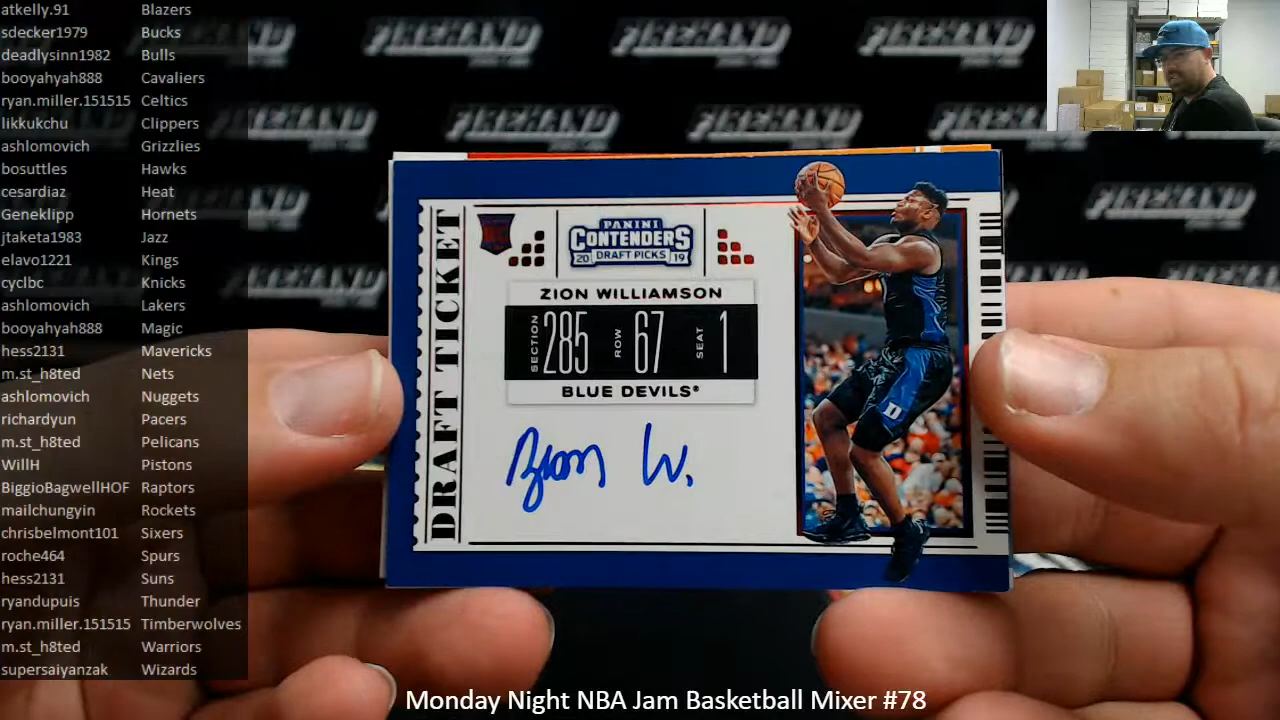 atkelly.91 Blazers
sdecker1979 Bucks
deadlysinn1982 Bulls
booyahyah888 Cavaliers
ryan.miller.151515 Celtics
likkukchu Clippers
ashlomovich Grizzlies
bosuttles Hawks
cesardiaz Heat
Geneklipp Hornets
jtaketa1983 Jazz
elavo1221 Kings
cyclbc Knicks
ashlomovich Lakers
booyahyah888 Magic
hess2131 Mavericks
m.st_h8ted Nets
ashlomovich Nuggets
richardyun Pacers
m.st_h8ted Pelicans
WillH Pistons
BiggioBagwellHOF Raptors
mailchungyin Rockets
chrisbelmont101 Sixers
roche464 Spurs
hess2131 Suns
ryandupuis Thunder
ryan.miller.151515 Timberwolves
m.st_h8ted Warriors
supersaiyanzak Wizards
DRAFT TICKET
RC
PANINI
CONTENDERS
20 DRAFT PICKS 19
ZION WILLIAMSON
SECTION 285 ROW 67 SEAT 1
BLUE DEVILS®
Zion W.
D
Monday Night NBA Jam Basketball Mixer #78